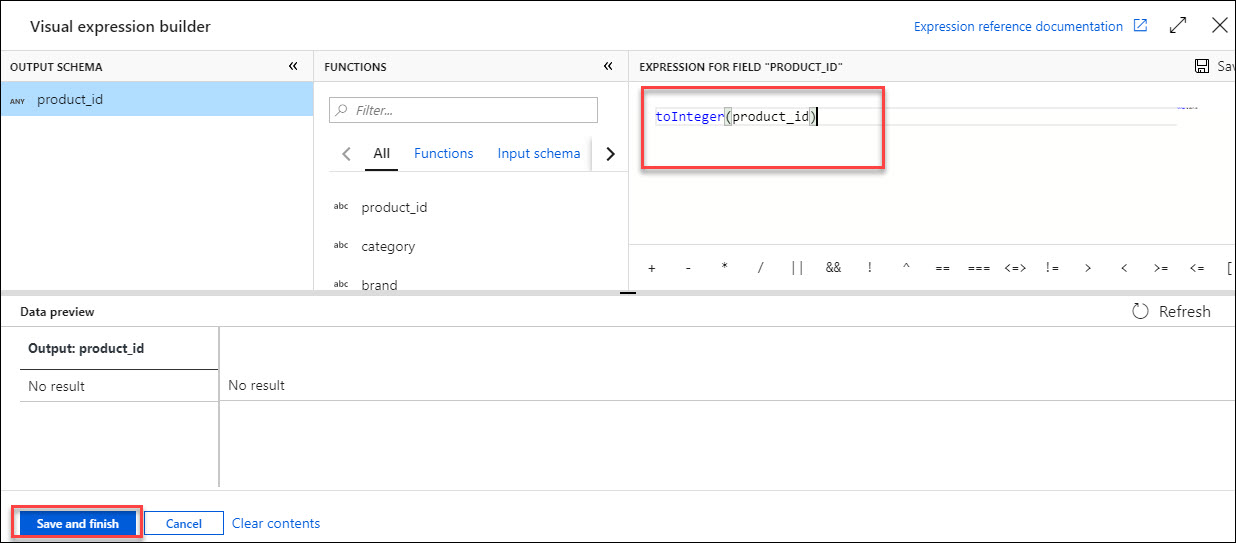 Visual expression builder
Expression reference documentation
OUTPUT SCHEMA
«
FUNCTIONS
«
EXPRESSION FOR FIELD "PRODUCT_ID"
Sav
ANY product_id
Filter...
All Functions Input schema
abc product_id
abc category
abc brand
toInteger(product_id)
+ - * / || && ! ^ == === <=> != > < >= <= [
Data preview
Refresh
Output: product_id
No result
No result
Save and finish
Cancel
Clear contents